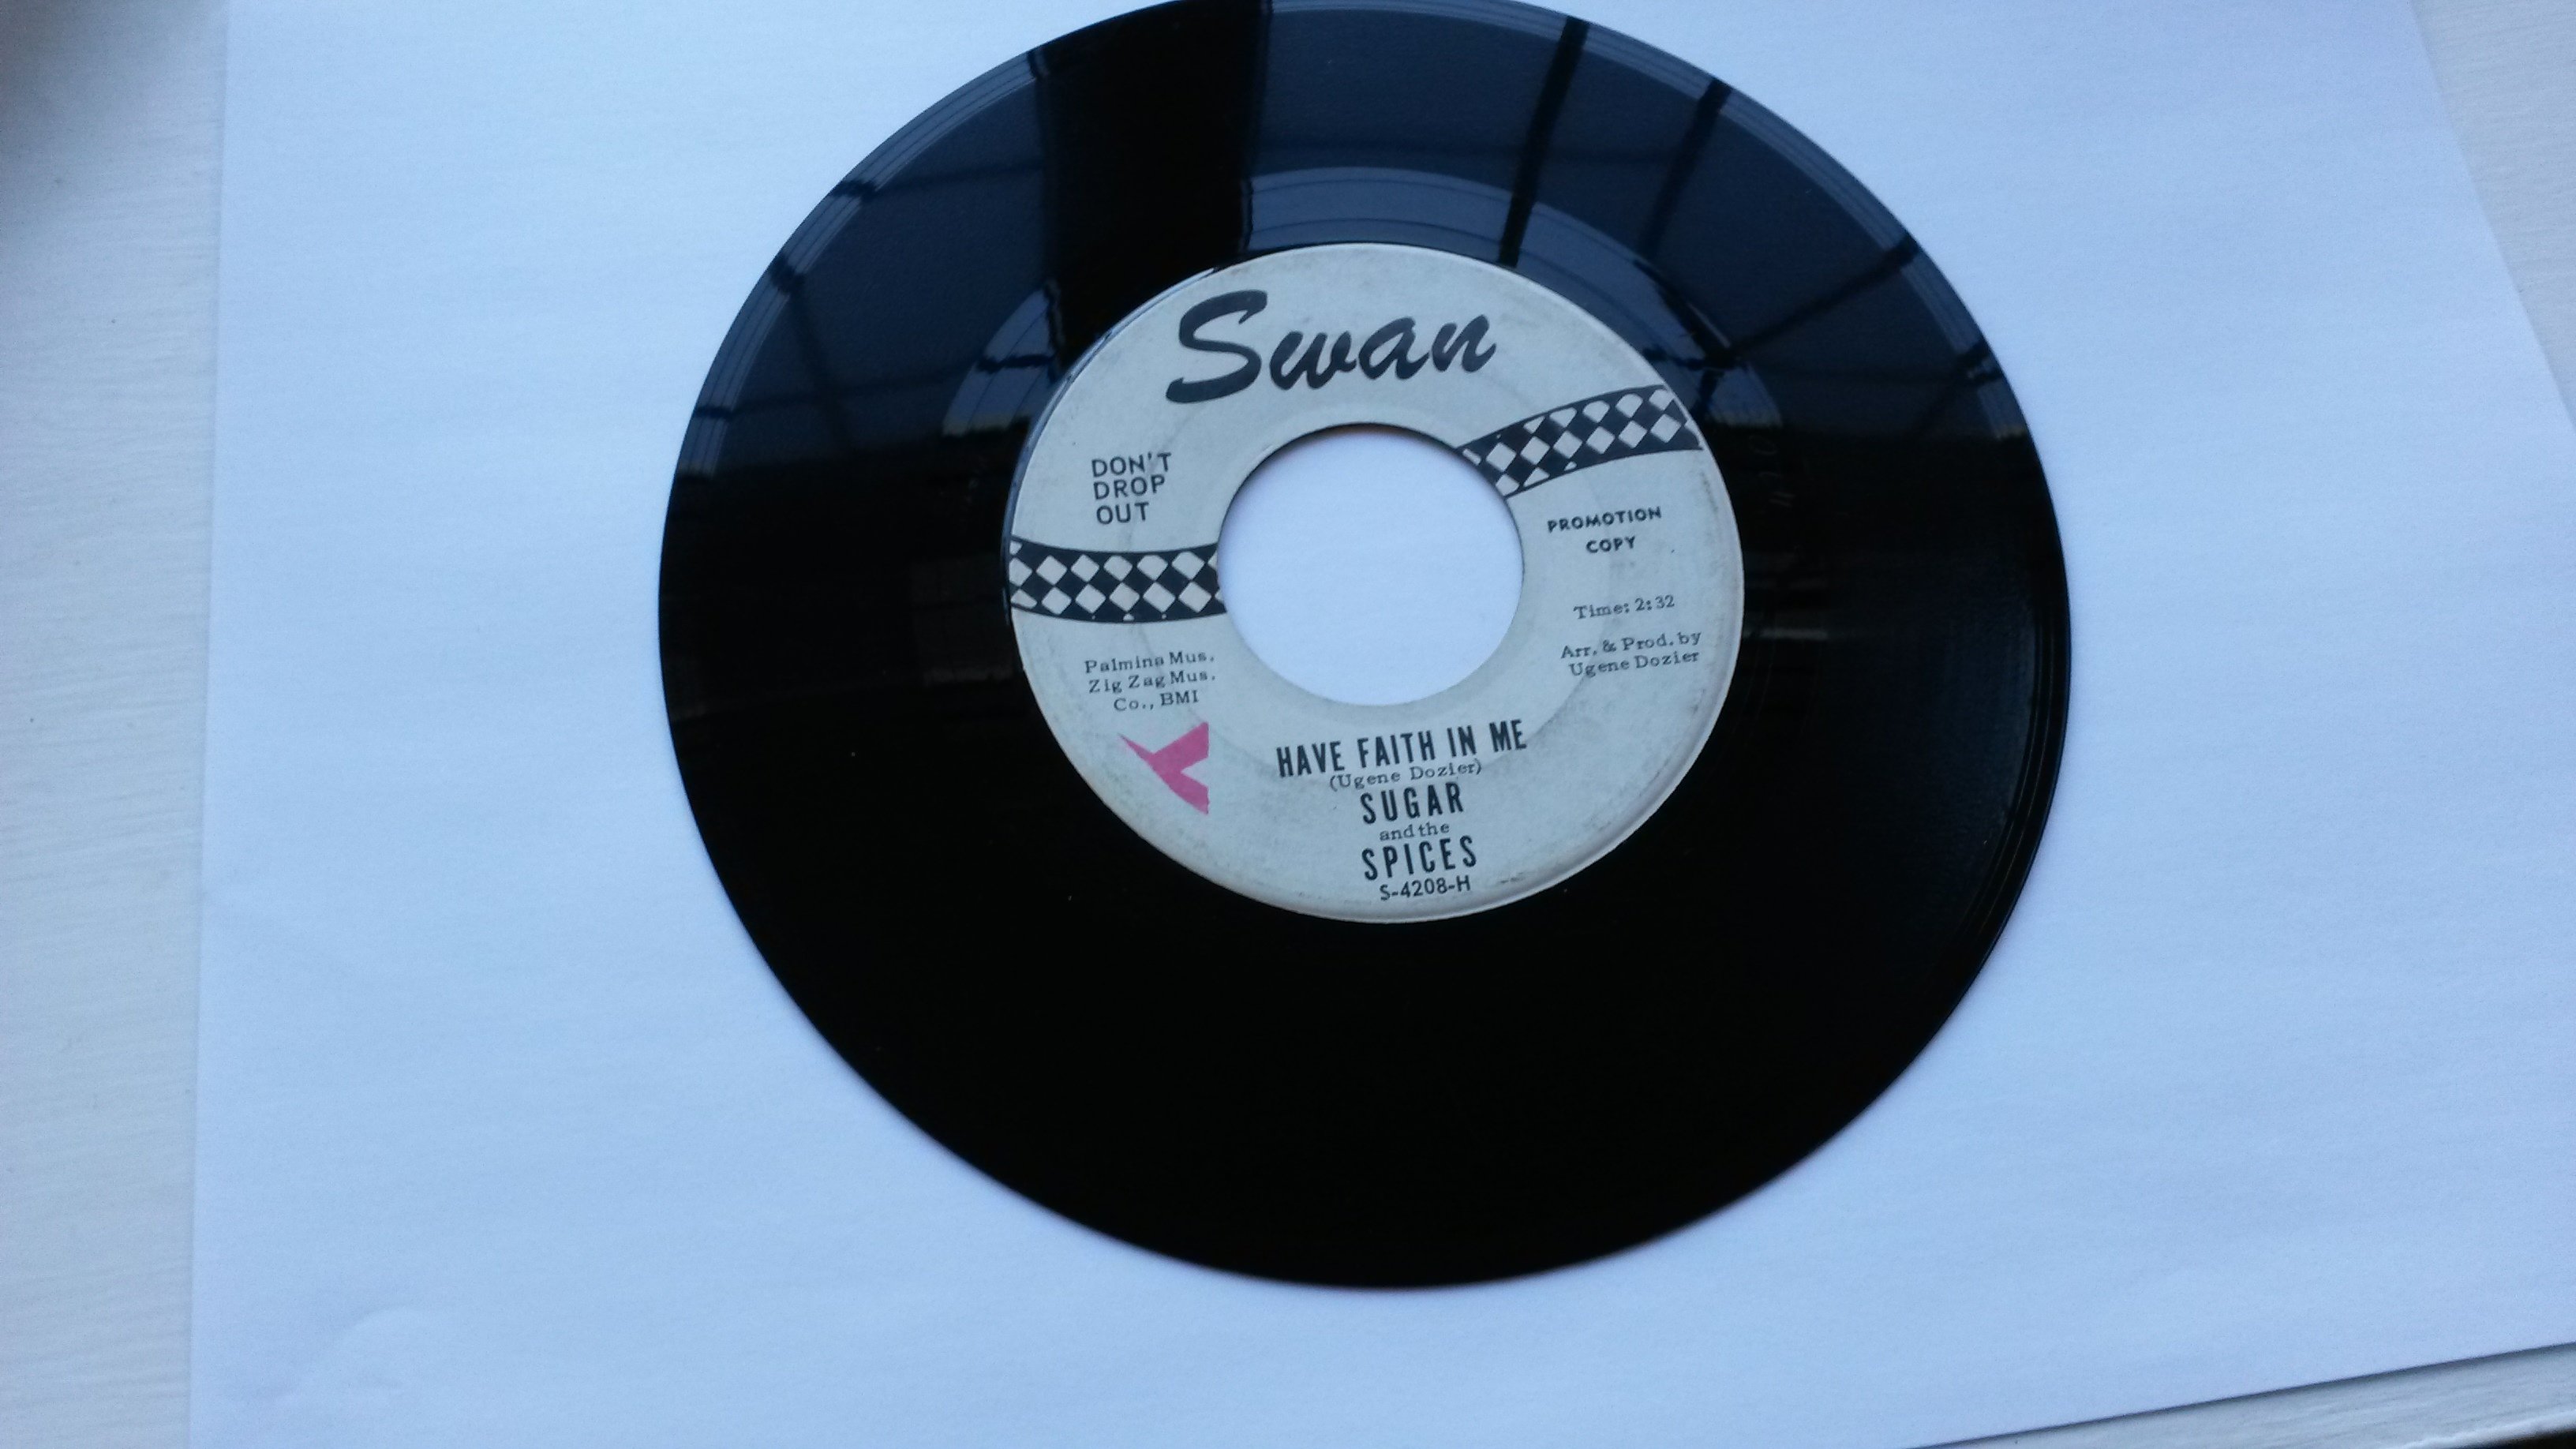 Swan
DON'T
DROP
OUT
PROMOTION
COPY
Time: 2:32
Arr. & Prod. by
Ugene Dozier
Palmina Mus.
Zig Zag Mus.
Co., BMI
HAVE FAITH IN ME
(Ugene Dozier)
SUGAR
and the
SPICES
S-4208-H